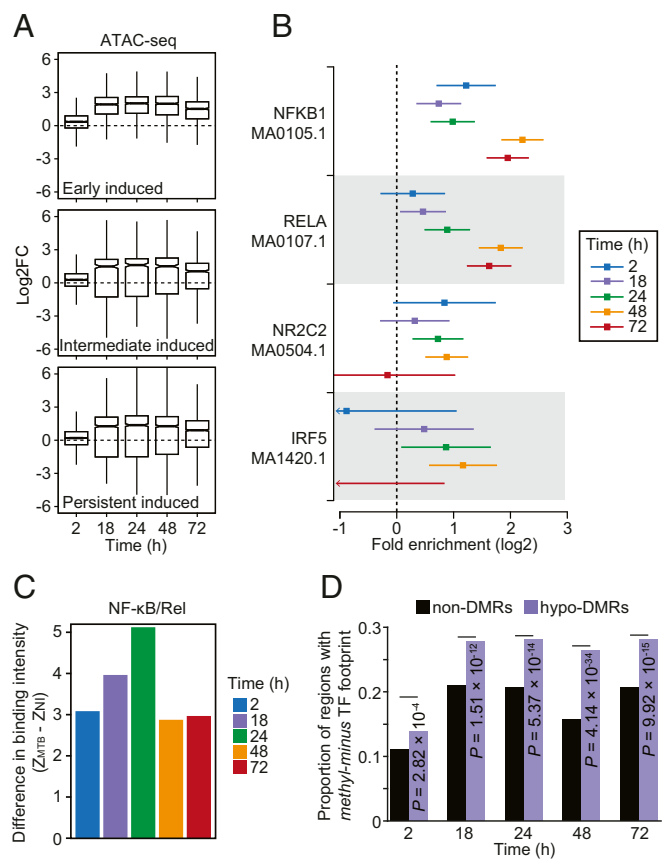 A
ATAC-seq
6
3
0
-3
-6
Early induced
6
3
0
-3
-6
Intermediate induced
6
3
0
-3
-6
Persistent induced
Log2FC
2 18 24 48 72
Time (h)
B
NFKB1
MA0105.1
RELA
MA0107.1
NR2C2
MA0504.1
IRF5
MA1420.1
-1 0 1 2 3
Fold enrichment (log2)
Time (h)
2
18
24
48
72
C
NF-κB/Rel
Difference in binding intensity
(ZMTB - ZNI)
5
4
3
2
1
0
Time (h)
2
18
24
48
72
D
non-DMRs hypo-DMRs
Proportion of regions with
methyl-minus TF footprint
0.3
0.2
0.1
0
P = 2.82 × 10⁻⁴
P = 1.51 × 10⁻¹²
P = 5.37 × 10⁻¹⁴
P = 4.14 × 10⁻³⁴
P = 9.92 × 10⁻¹⁵
2 18 24 48 72
Time (h)